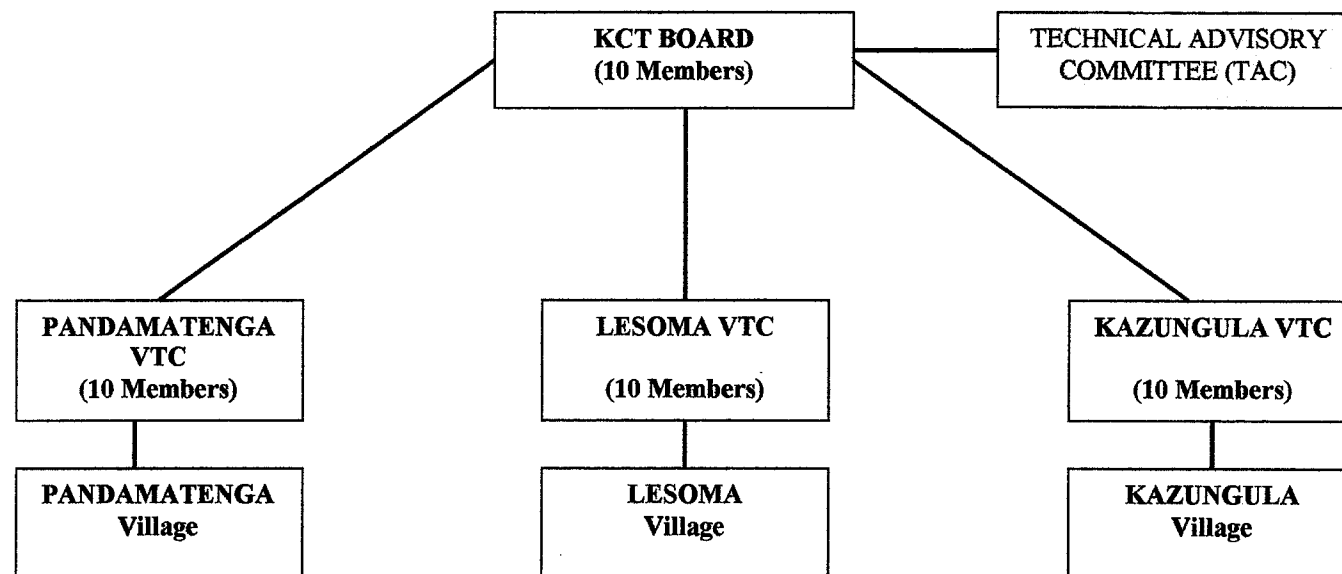 KCT BOARD
(10 Members)
TECHNICAL ADVISORY
COMMITTEE (TAC)
PANDAMATENGA
VTC
(10 Members)
LESOMA VTC
(10 Members)
KAZUNGULA VTC
(10 Members)
PANDAMATENGA
Village
LESOMA
Village
KAZUNGULA
Village